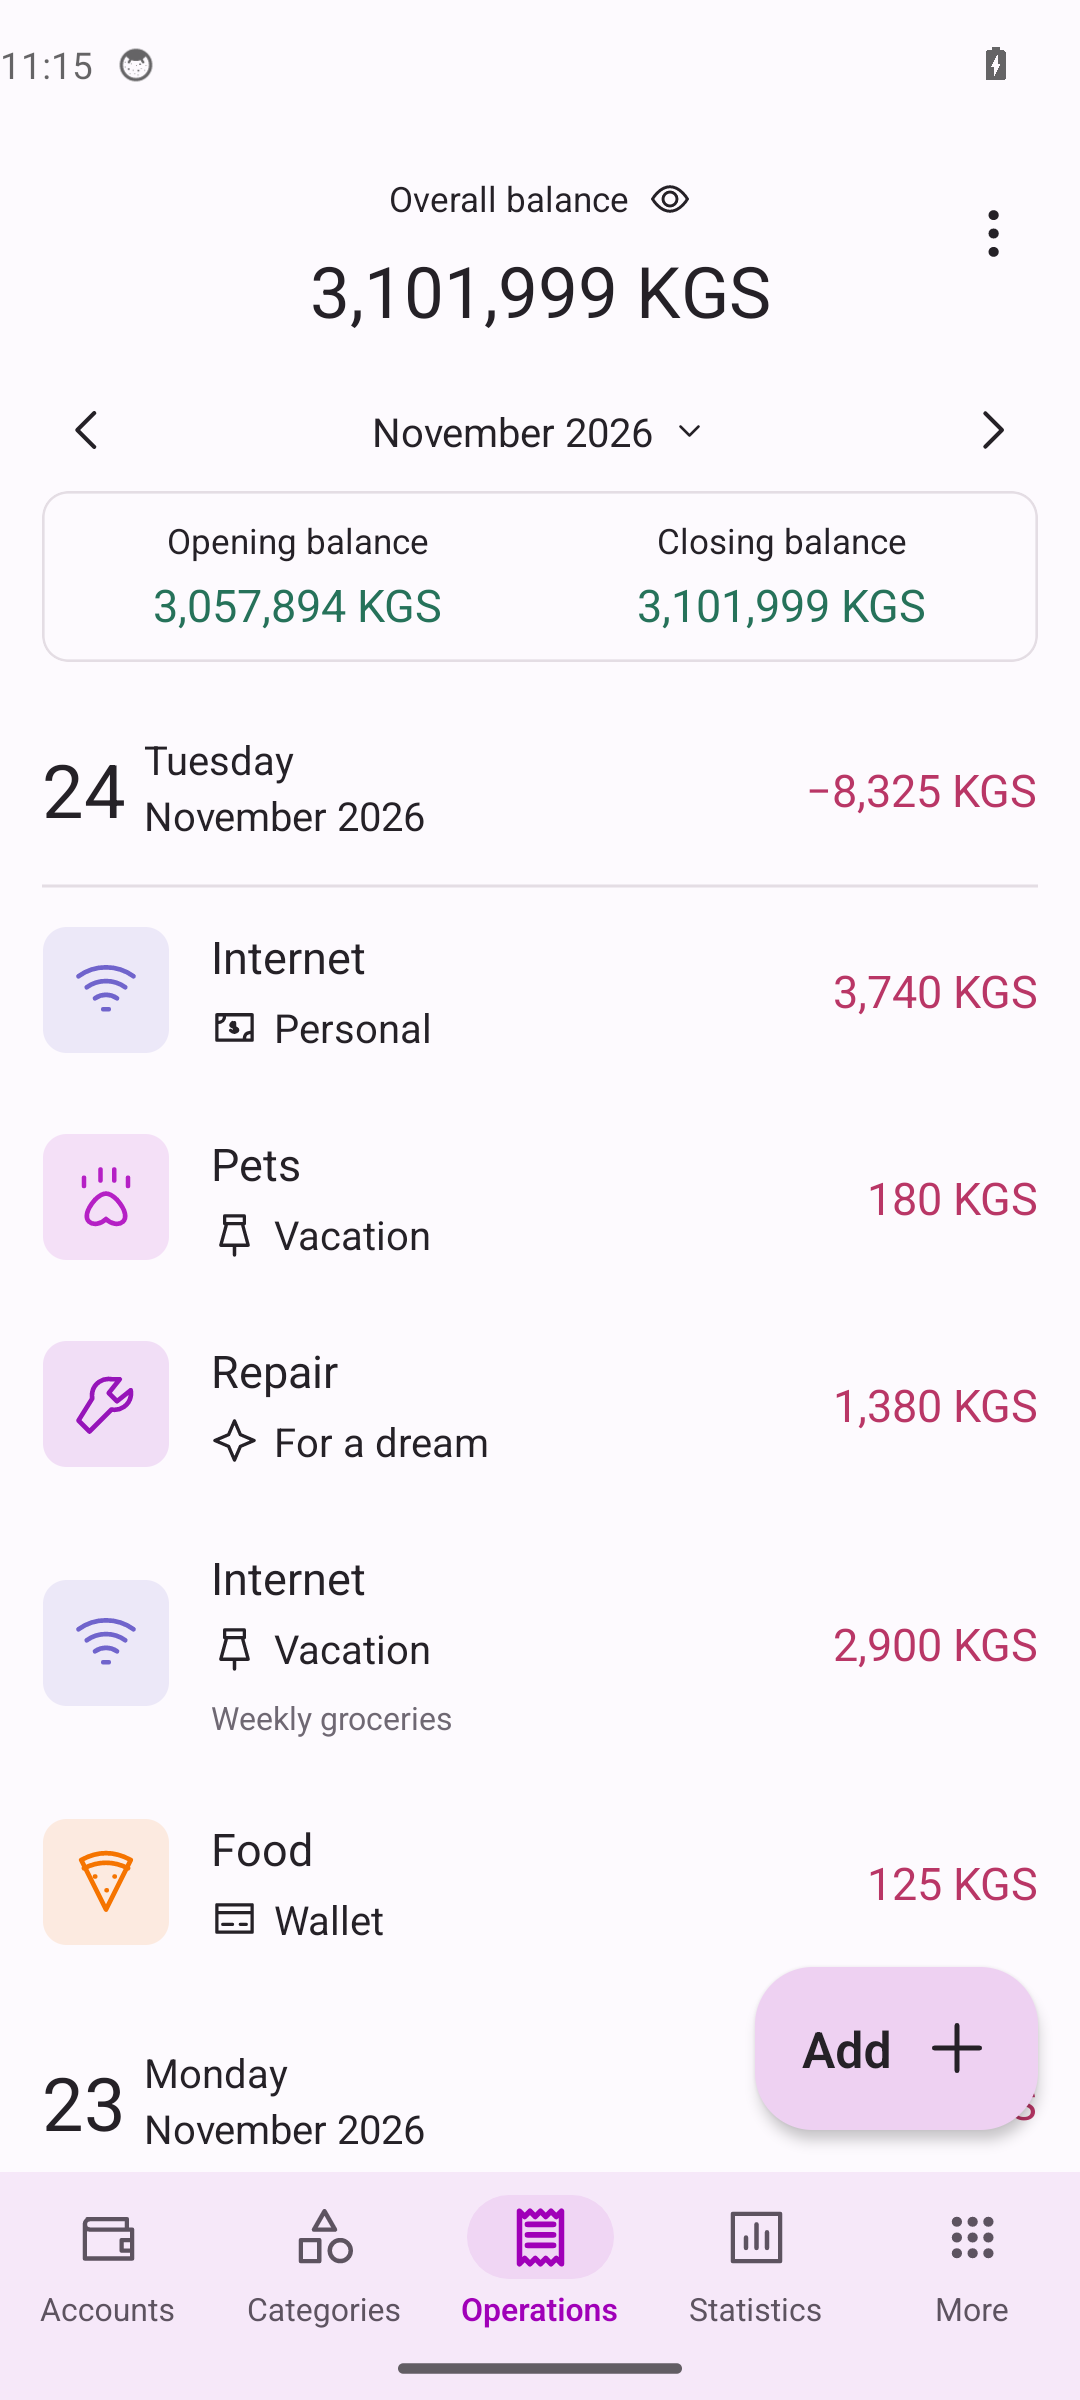 11:15
Overall balance
3,101,999 KGS
November 2026
Opening balance
Closing balance
3,057,894 KGS
3,101,999 KGS
24
Tuesday
November 2026
−8,325 KGS
Internet
Personal
3,740 KGS
Pets
Vacation
180 KGS
Repair
For a dream
1,380 KGS
Internet
Vacation
Weekly groceries
2,900 KGS
Food
Wallet
125 KGS
Add
23
Monday
November 2026
Accounts
Categories
Operations
Statistics
More